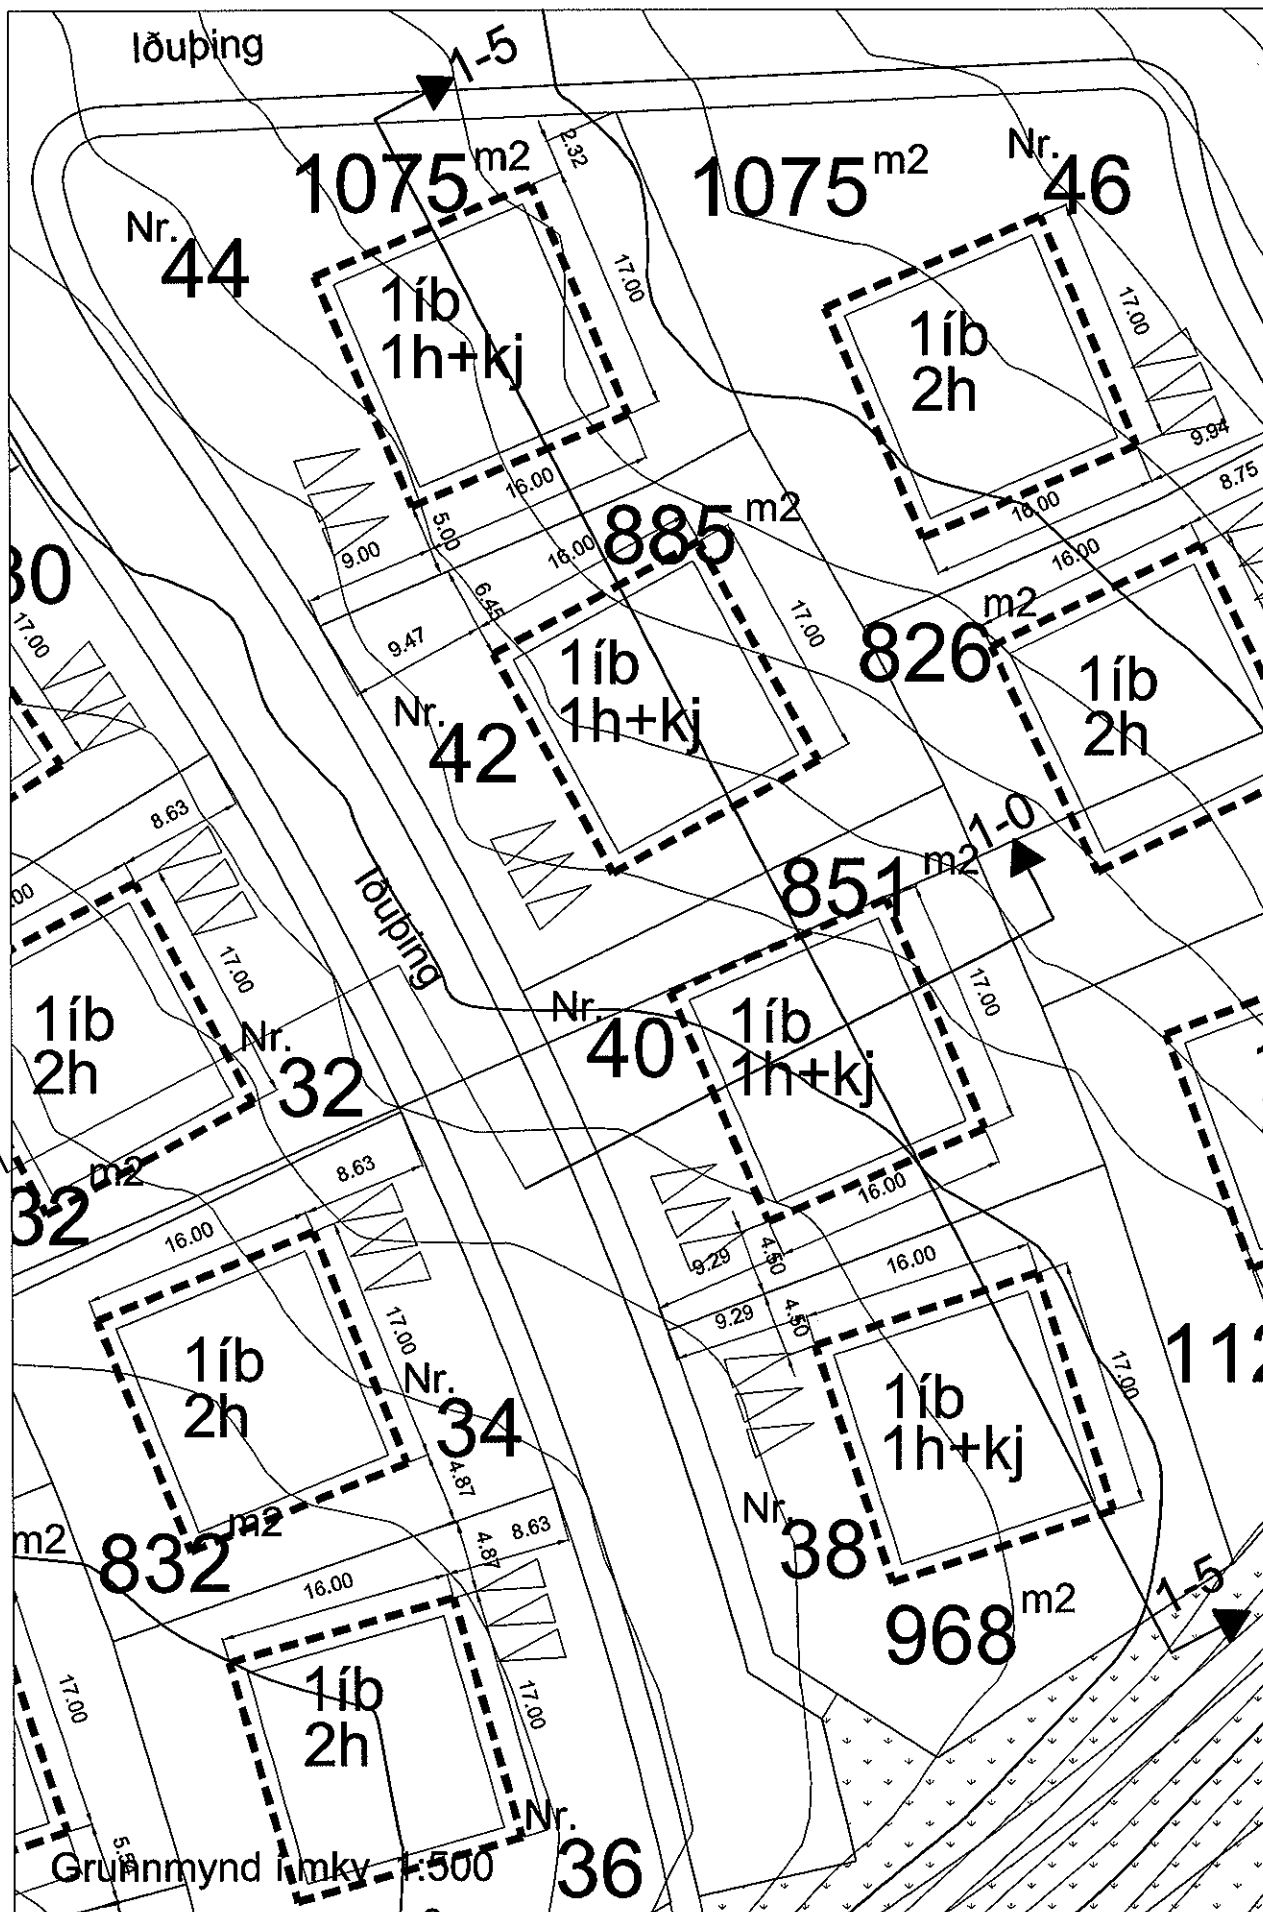 Iðuþing
1-5
1075 m2
2.32
1075 m2
Nr. 46
Nr. 44
1íb
1h+kj
17.00
1íb
2h
17.00
9.94
16.00
8.75
16.00
5.00
9.00
16.00
885 m2
16.00
16.00
30
17.00
6.45
9.47
17.00
m2
826
1íb
1h+kj
1íb
2h
Nr. 42
8.63
1-0
851 m2
Iðuþing
17.00
17.00
1íb
2h
Nr. 32
Nr. 40
1íb
1h+kj
m2
32
8.63
16.00
16.00
9.29
4.50
16.00
9.29
4.50
17.00
112
17.00
1íb
2h
Nr. 34
1íb
1h+kj
4.87
Nr. 38
m2
832 m2
4.87
8.63
16.00
1-5
968 m2
17.00
1íb
2h
17.00
Nr. 36
Grunnmynd í mkv 1:500